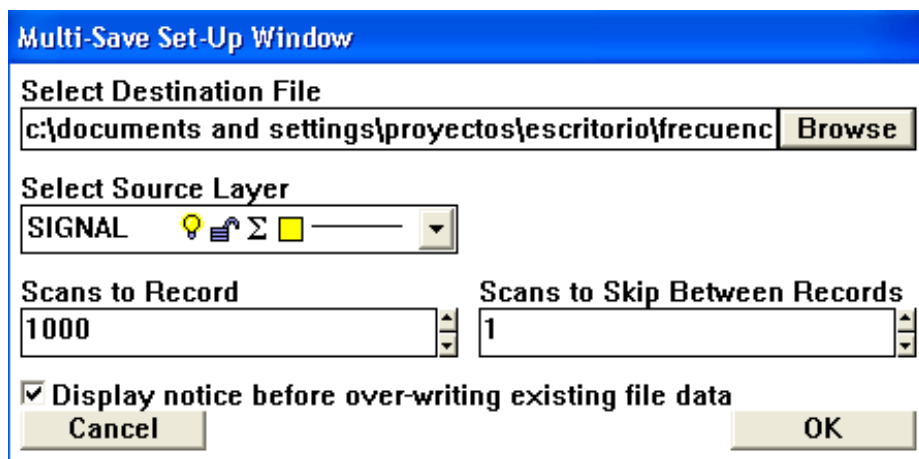 Multi-Save Set-Up Window
Select Destination File
c:\documents and settings\proyectos\escritorio\frecuenc Browse
Select Source Layer
SIGNAL Σ
Scans to Record Scans to Skip Between Records
1000 1
Display notice before over-writing existing file data
Cancel OK